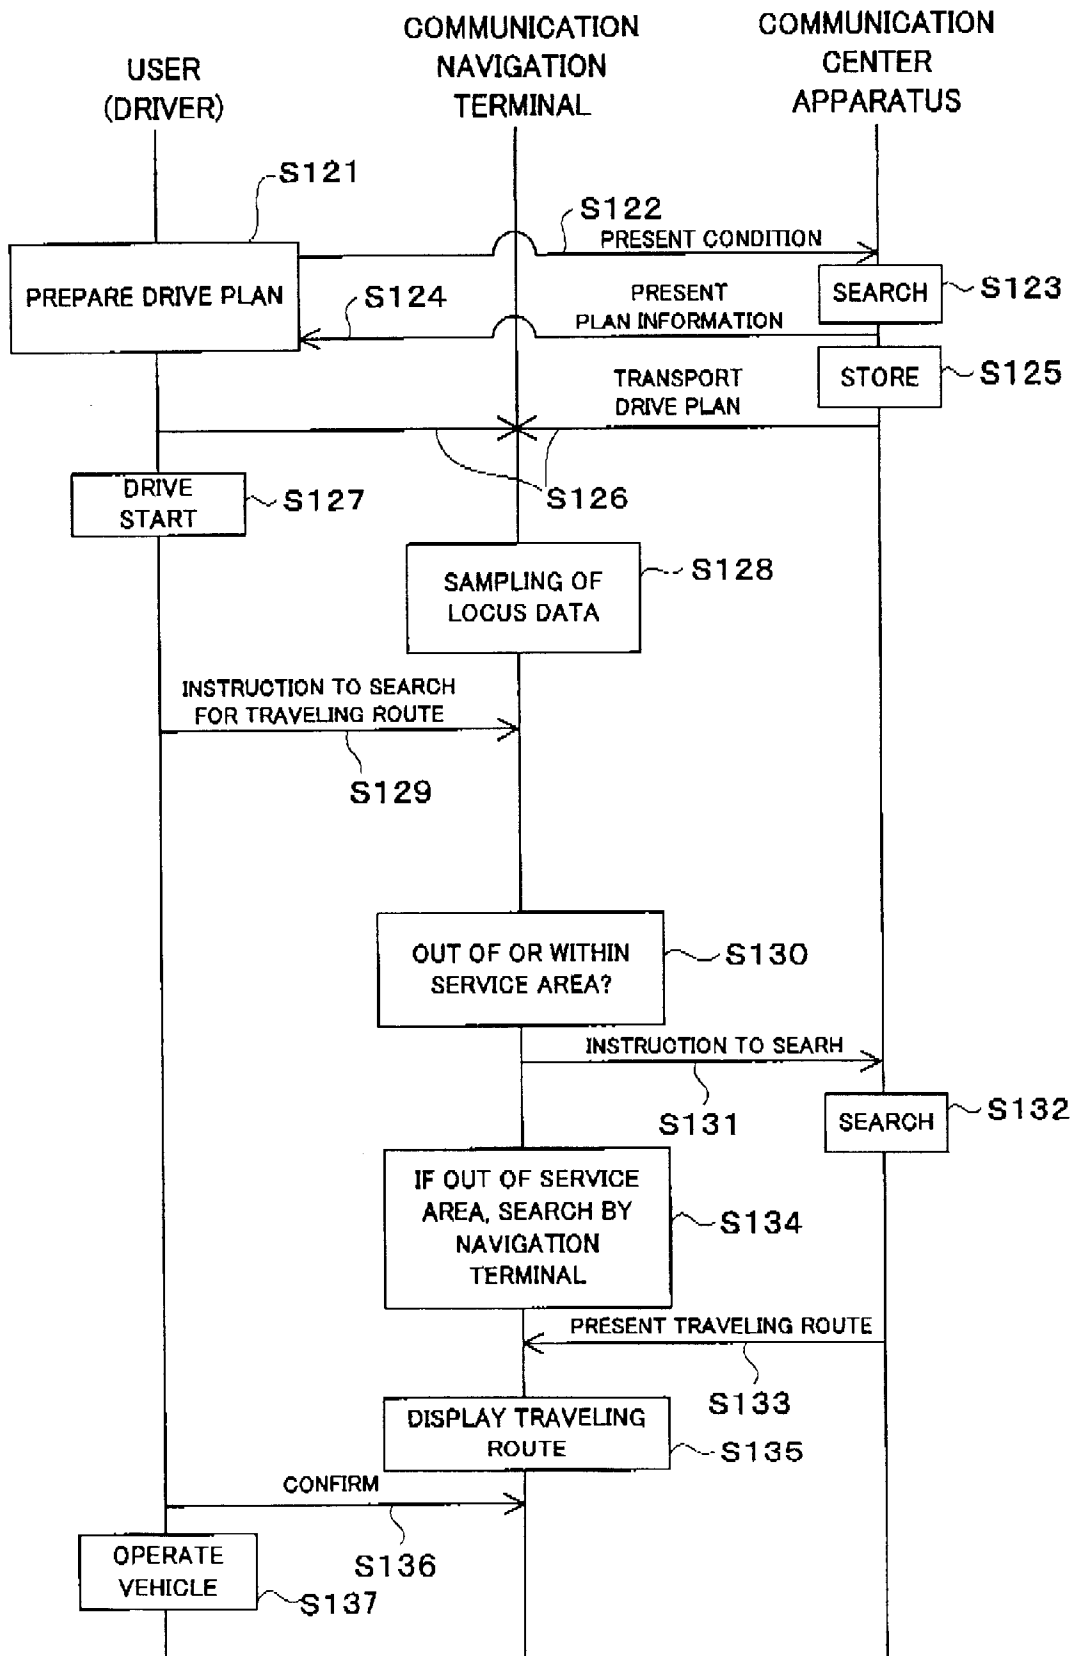 USER
(DRIVER)
COMMUNICATION
NAVIGATION
TERMINAL
COMMUNICATION
CENTER
APPARATUS
S121
S122
PRESENT CONDITION
PREPARE DRIVE PLAN
SEARCH
S123
S124
PRESENT
PLAN INFORMATION
STORE
S125
TRANSPORT
DRIVE PLAN
S126
DRIVE
START
S127
SAMPLING OF
LOCUS DATA
S128
INSTRUCTION TO SEARCH
FOR TRAVELING ROUTE
S129
OUT OF OR WITHIN
SERVICE AREA?
S130
INSTRUCTION TO SEARH
S131
SEARCH
S132
IF OUT OF SERVICE
AREA, SEARCH BY
NAVIGATION
TERMINAL
S134
PRESENT TRAVELING ROUTE
S133
DISPLAY TRAVELING
ROUTE
S135
CONFIRM
S136
OPERATE
VEHICLE
S137